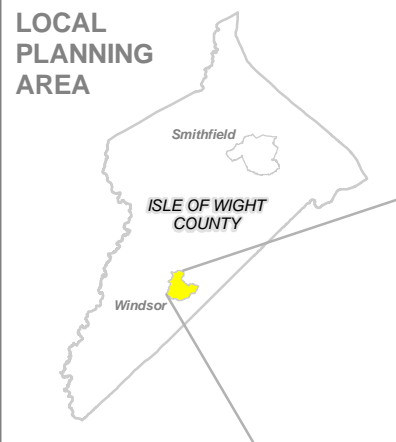 LOCAL
PLANNING
AREA
Smithfield
ISLE OF WIGHT
COUNTY
Windsor